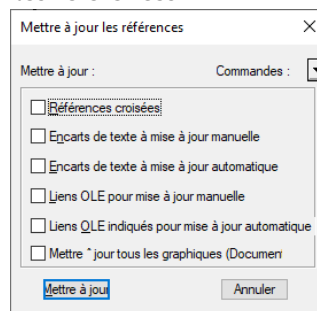 Mettre à jour les références
Mettre à jour : Commandes :
Références croisées
Encarts de texte à mise à jour manuelle
Encarts de texte à mise à jour automatique
Liens OLE pour mise à jour manuelle
Liens OLE indiqués pour mise à jour automatique
Mettre ˆ jour tous les graphiques (Documen
Mettre à jour Annuler